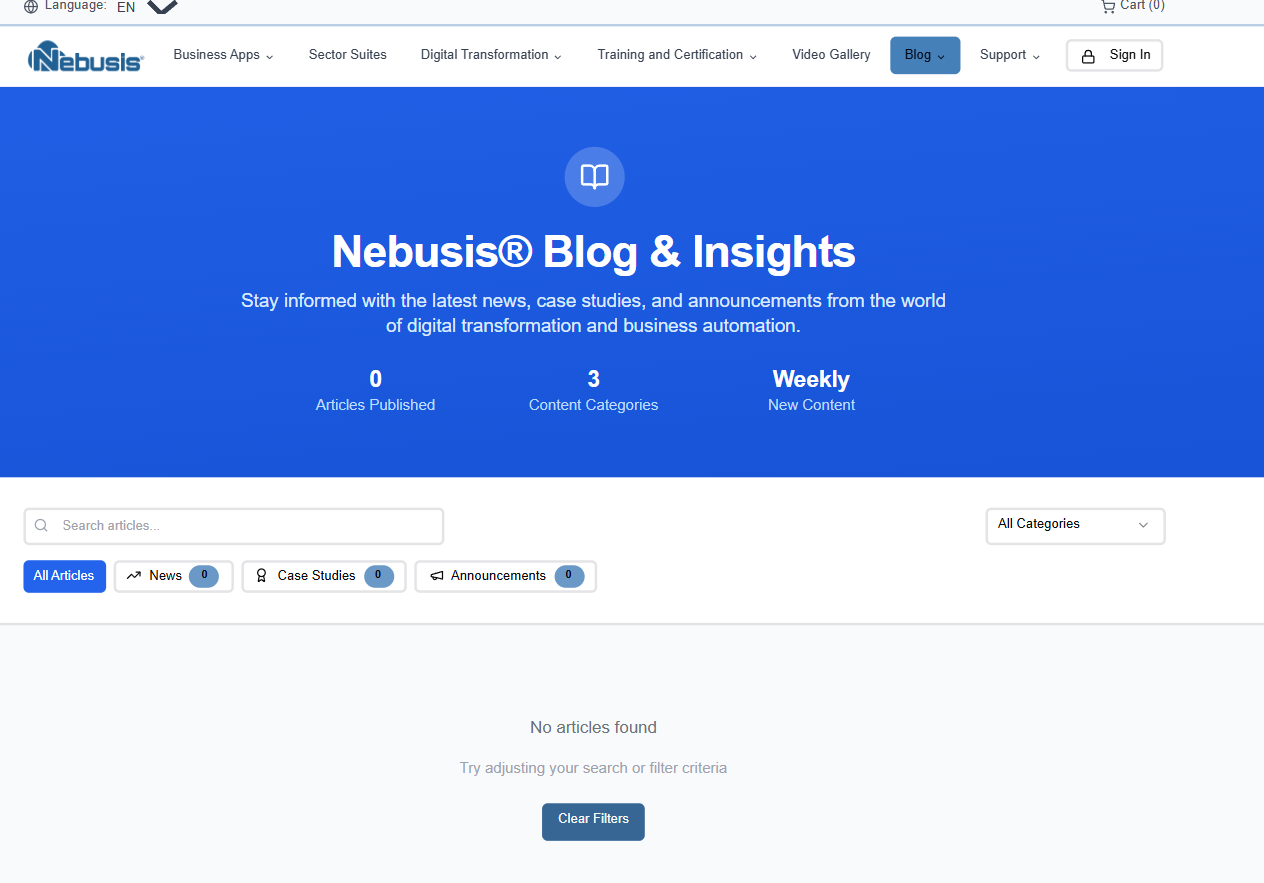 Language: EN
Cart (0)
Nebusis®
Business Apps
Sector Suites
Digital Transformation
Training and Certification
Video Gallery
Blog
Support
Sign In
Nebusis® Blog & Insights
Stay informed with the latest news, case studies, and announcements from the world
of digital transformation and business automation.
0
Articles Published
3
Content Categories
Weekly
New Content
Search articles...
All Categories
All Articles
News 0
Case Studies 0
Announcements 0
No articles found
Try adjusting your search or filter criteria
Clear Filters